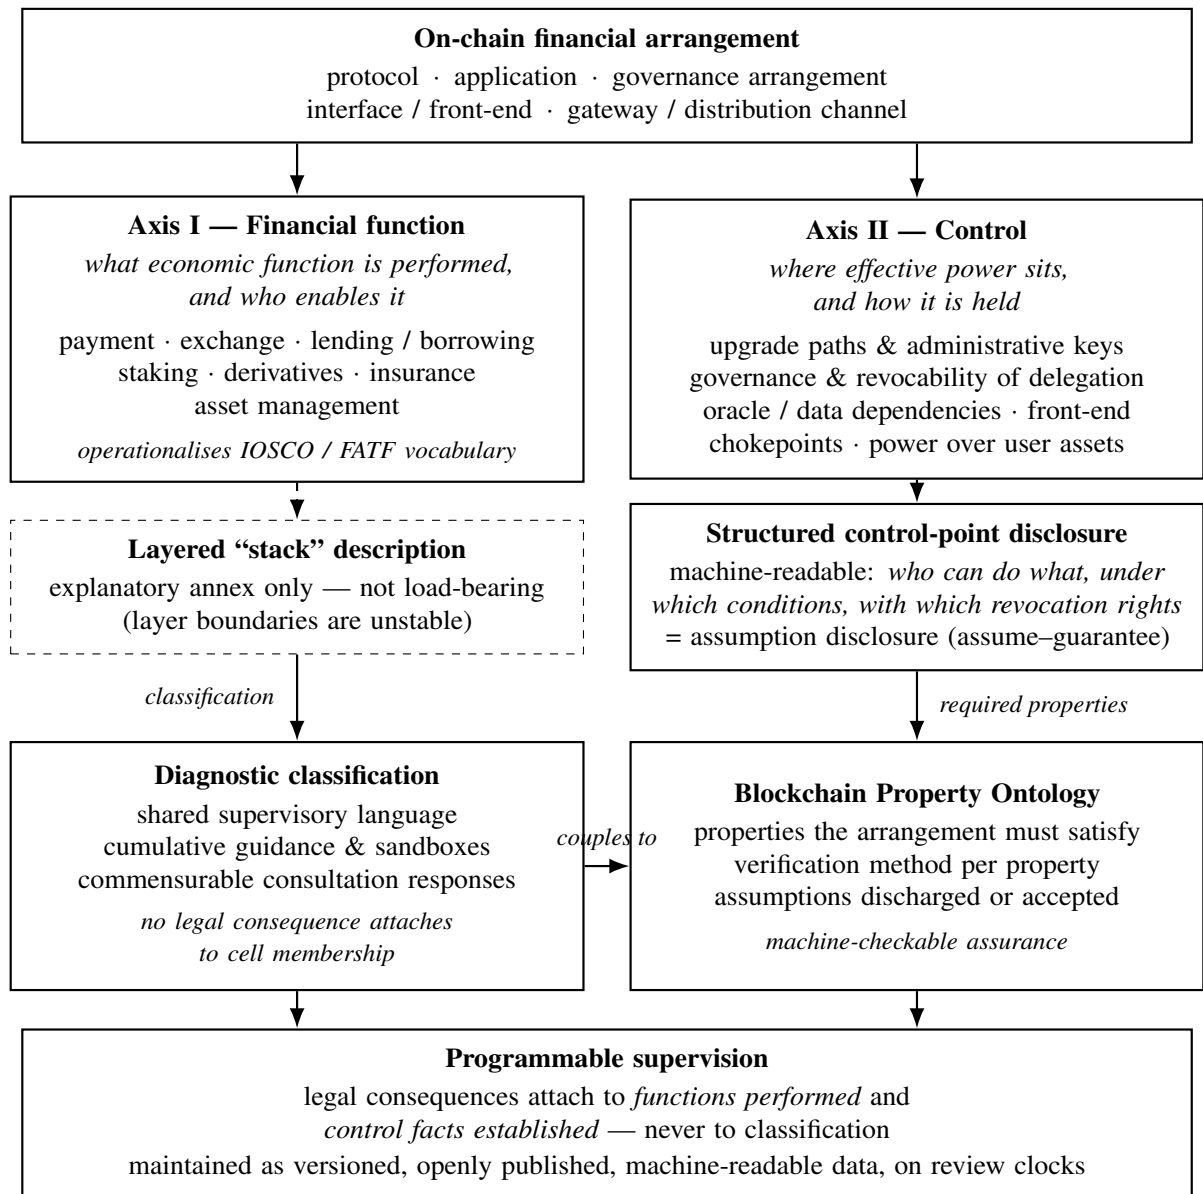 On-chain financial arrangement
protocol · application · governance arrangement
interface / front-end · gateway / distribution channel
Axis I — Financial function
what economic function is performed,
and who enables it
payment · exchange · lending / borrowing
staking · derivatives · insurance
asset management
operationalises IOSCO / FATF vocabulary
Axis II — Control
where effective power sits,
and how it is held
upgrade paths & administrative keys
governance & revocability of delegation
oracle / data dependencies · front-end
chokepoints · power over user assets
Layered “stack” description
explanatory annex only — not load-bearing
(layer boundaries are unstable)
Structured control-point disclosure
machine-readable: who can do what, under
which conditions, with which revocation rights
= assumption disclosure (assume–guarantee)
classification
required properties
Diagnostic classification
shared supervisory language
cumulative guidance & sandboxes
commensurable consultation responses
no legal consequence attaches
to cell membership
couples to
Blockchain Property Ontology
properties the arrangement must satisfy
verification method per property
assumptions discharged or accepted
machine-checkable assurance
Programmable supervision
legal consequences attach to functions performed and
control facts established — never to classification
maintained as versioned, openly published, machine-readable data, on review clocks